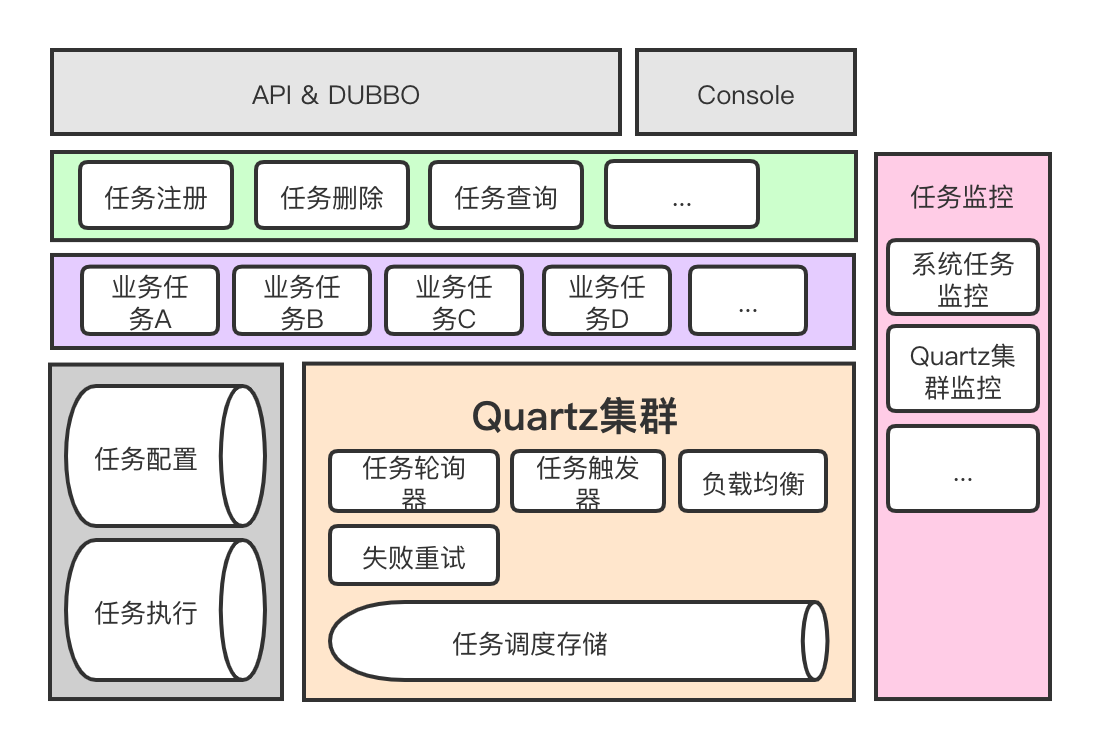 API & DUBBO
Console
任务注册
任务删除
任务查询
...
业务任
务A
业务任
务B
业务任
务C
业务任
务D
...
任务配置
任务执行
Quartz集群
任务轮询
器
任务触发
器
负载均衡
失败重试
任务调度存储
任务监控
系统任务
监控
Quartz集
群监控
...